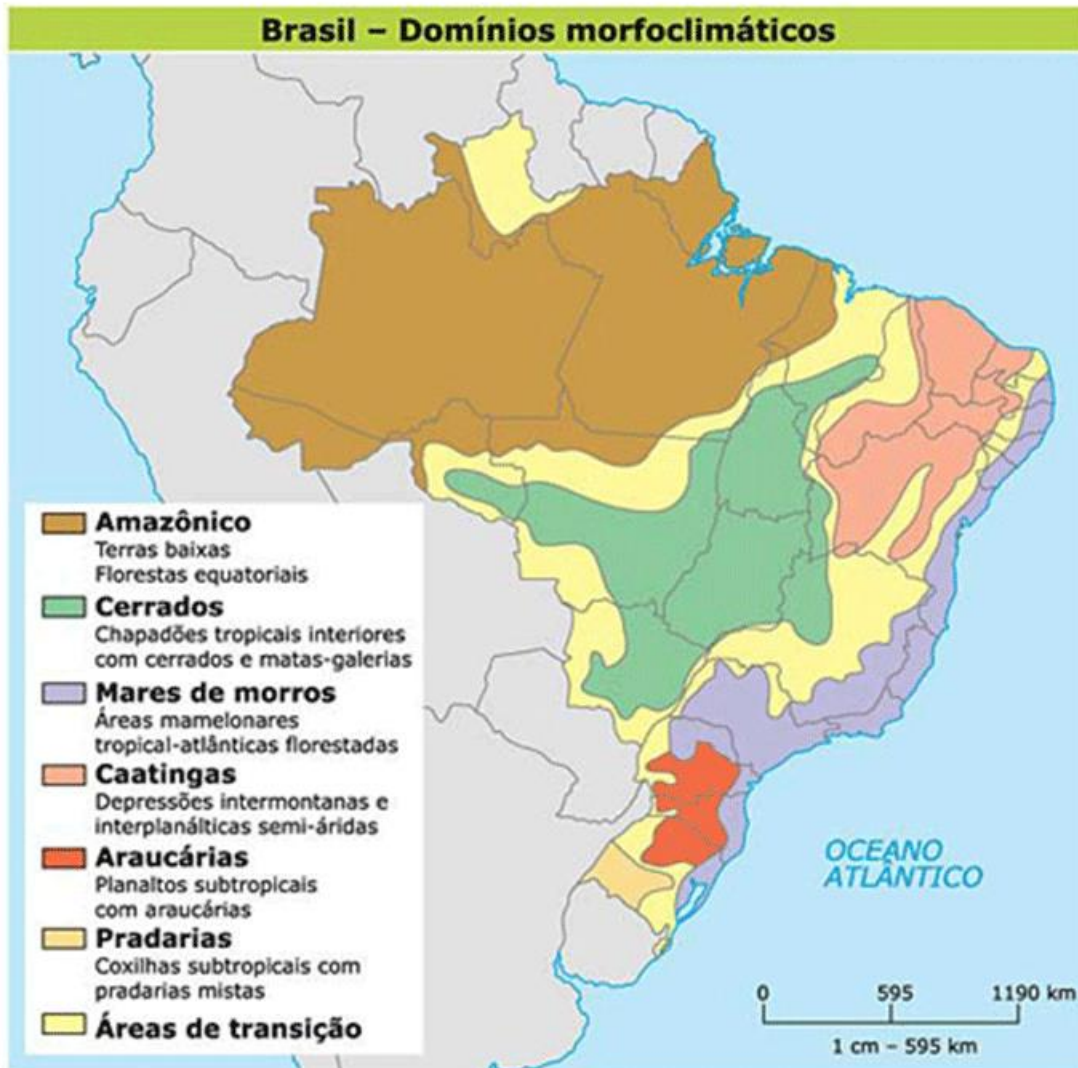 Brasil – Domínios morfoclimáticos
Amazônico
Terras baixas
Florestas equatoriais
Cerrados
Chapadões tropicais interiores
com cerrados e matas-galerias
Mares de morros
Áreas mamelonares
tropical-atlânticas florestadas
Caatingas
Depressões intermontanas e
interplanálticas semi-áridas
Araucárias
Planaltos subtropicais
com araucárias
Pradarias
Coxilhas subtropicais com
pradarias mistas
Áreas de transição
OCEANO
ATLÂNTICO
0 595 1190 km
1 cm – 595 km